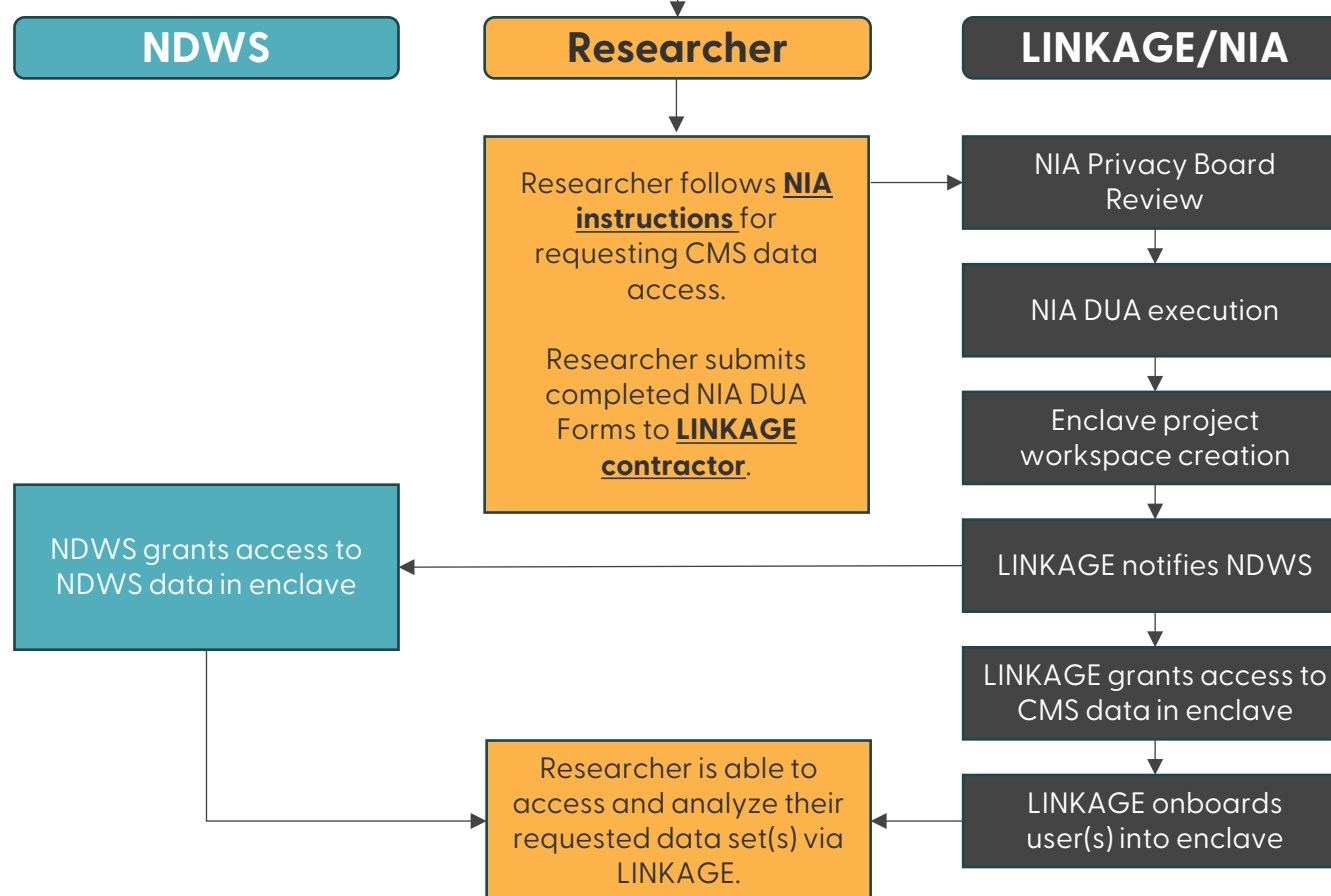 NDWS
Researcher
LINKAGE/NIA
Researcher follows NIA
instructions for
requesting CMS data
access.
Researcher submits
completed NIA DUA
Forms to LINKAGE
contractor.
NIA Privacy Board
Review
NIA DUA execution
Enclave project
workspace creation
LINKAGE notifies NDWS
NDWS grants access to
NDWS data in enclave
LINKAGE grants access to
CMS data in enclave
LINKAGE onboards
user(s) into enclave
Researcher is able to
access and analyze their
requested data set(s) via
LINKAGE.